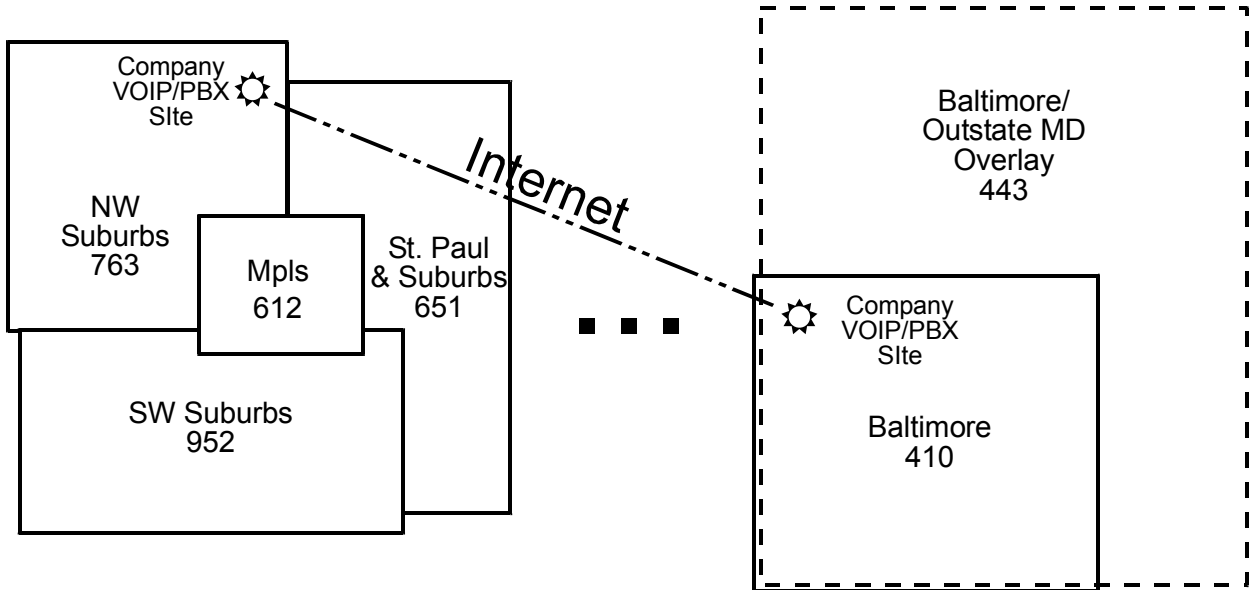 Company
VOIP/PBX
SIte
NW
Suburbs
763
Mpls
612
St. Paul
& Suburbs
651
SW Suburbs
952
Internet
Baltimore/
Outstate MD
Overlay
443
Company
VOIP/PBX
SIte
Baltimore
410